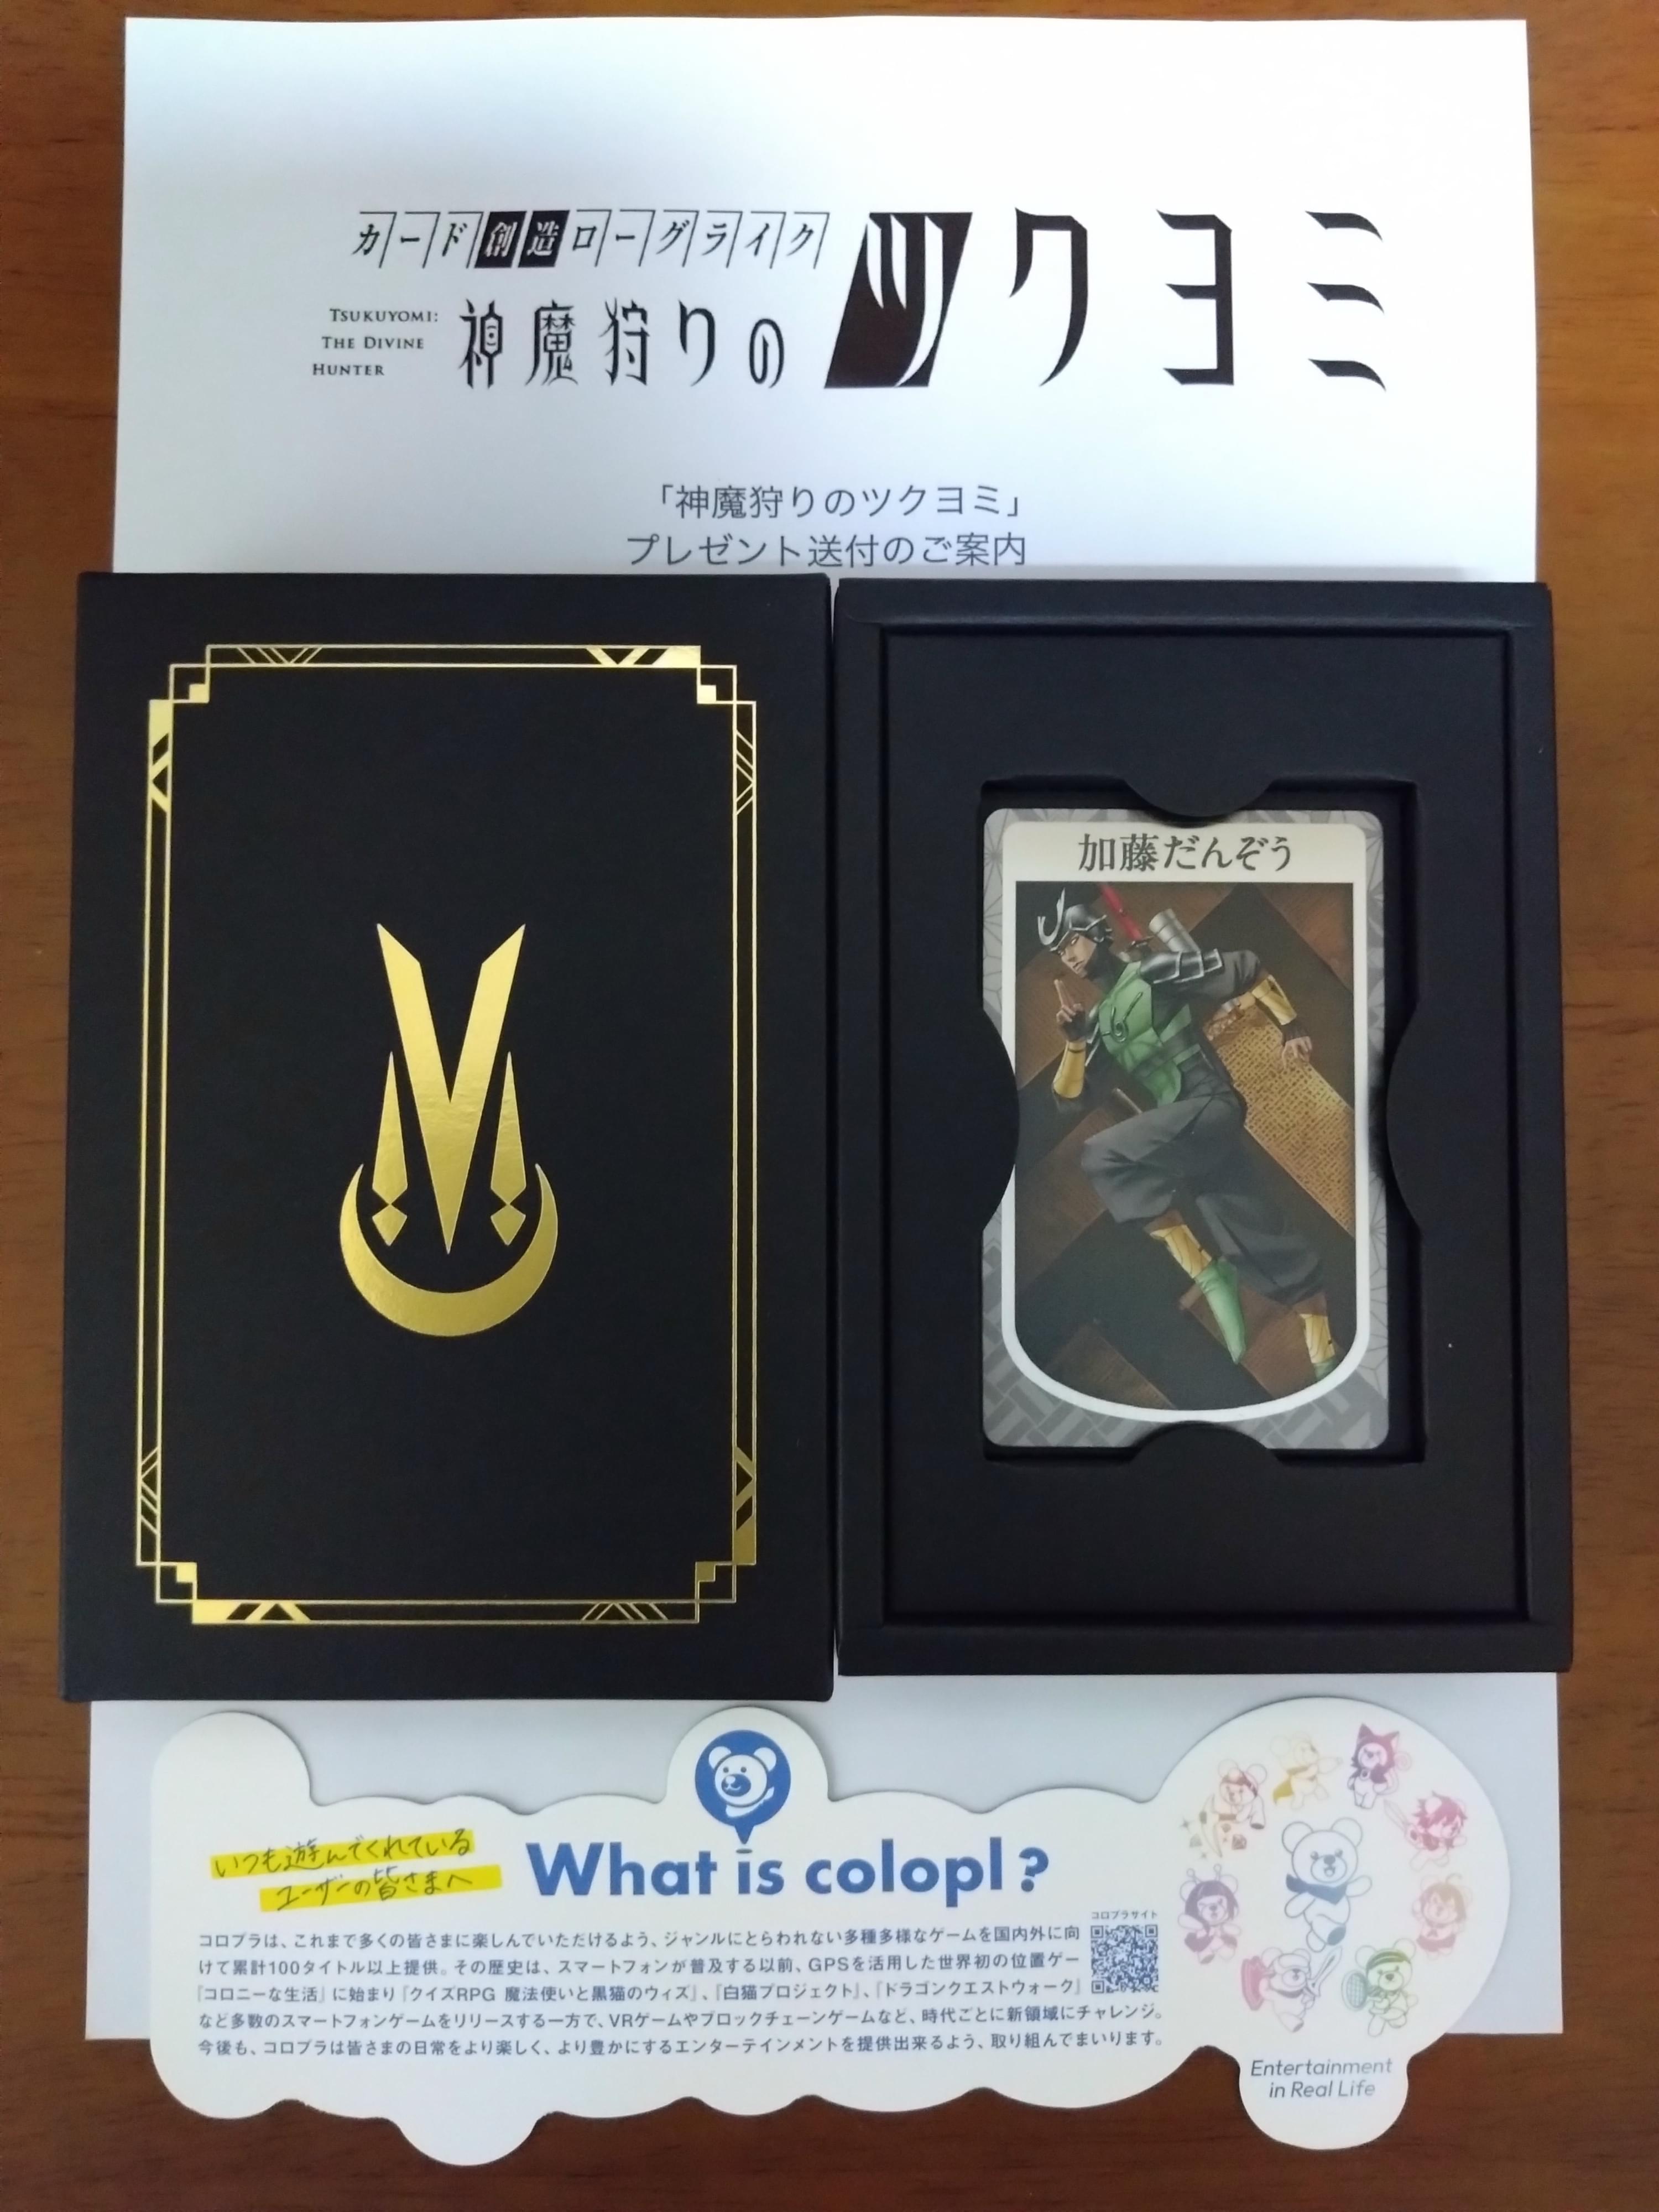 カード創造ローグライク
TSUKUYOMI:
THE DIVINE
HUNTER
神魔狩りの
ツクヨミ
「神魔狩りのツクヨミ」
プレゼント送付のご案内
加藤だんぞう
いつも遊んでくれている
ユーザーの皆さまへ
What is colopl?
コロプラサイト
コロプラは、これまで多くの皆さまに楽しんでいただけるよう、ジャンルにとらわれない多種多様なゲームを国内外に向
けて累計100タイトル以上提供。その歴史は、スマートフォンが普及する以前、GPSを活用した世界初の位置ゲー
『コロニーな生活』に始まり『クイズRPG 魔法使いと黒猫のウィズ』、『白猫プロジェクト』、『ドラゴンクエストウォーク』
など多数のスマートフォンゲームをリリースする一方で、VRゲームやブロックチェーンゲームなど、時代ごとに新領域にチャレンジ。
今後も、コロプラは皆さまの日常をより楽しく、より豊かにするエンターテインメントを提供出来るよう、取り組んでまいります。
Entertainment
in Real Life